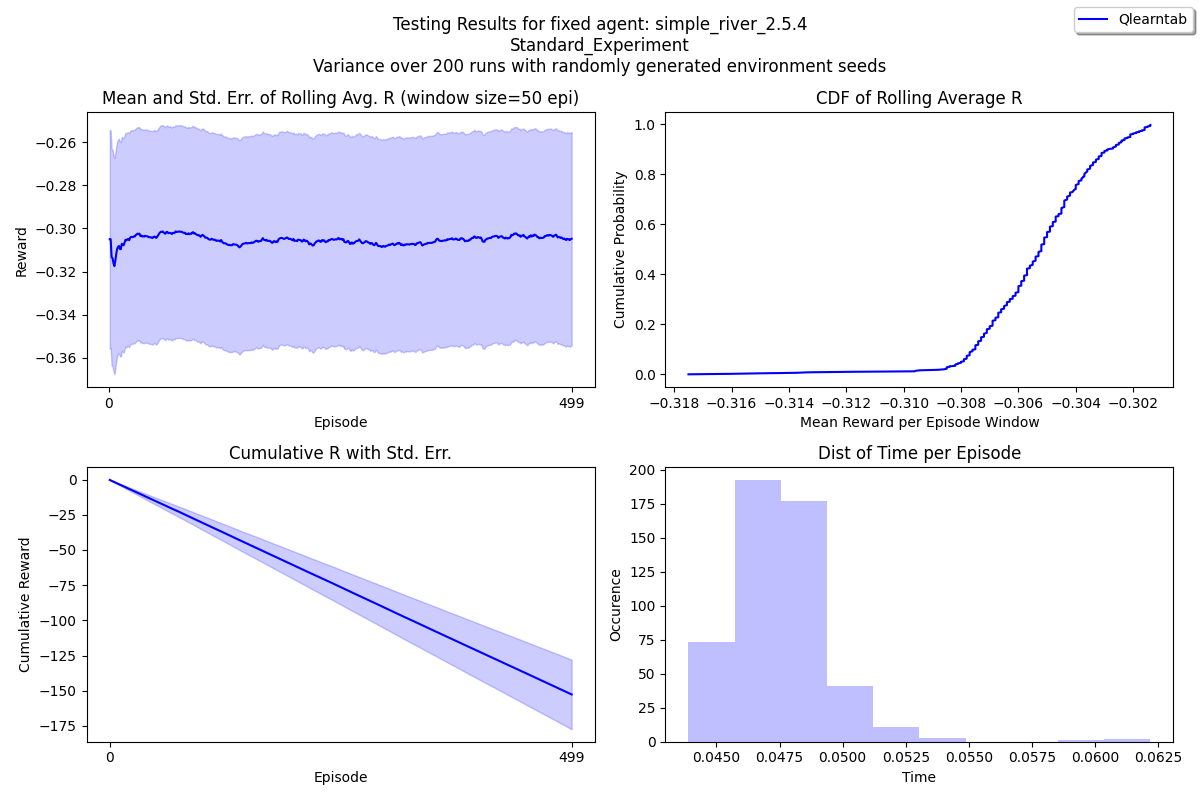 Testing Results for fixed agent: simple_river_2.5.4
Standard_Experiment
Variance over 200 runs with randomly generated environment seeds
Qlearntab
Mean and Std. Err. of Rolling Avg. R (window size=50 epi)
Reward
−0.26
−0.28
−0.30
−0.32
−0.34
−0.36
0
499
Episode
CDF of Rolling Average R
Cumulative Probability
1.0
0.8
0.6
0.4
0.2
0.0
−0.318 −0.316 −0.314 −0.312 −0.310 −0.308 −0.306 −0.304 −0.302
Mean Reward per Episode Window
Cumulative R with Std. Err.
Cumulative Reward
0
−25
−50
−75
−100
−125
−150
−175
0
499
Episode
Dist of Time per Episode
Occurence
200
175
150
125
100
75
50
25
0
0.0450 0.0475 0.0500 0.0525 0.0550 0.0575 0.0600 0.0625
Time